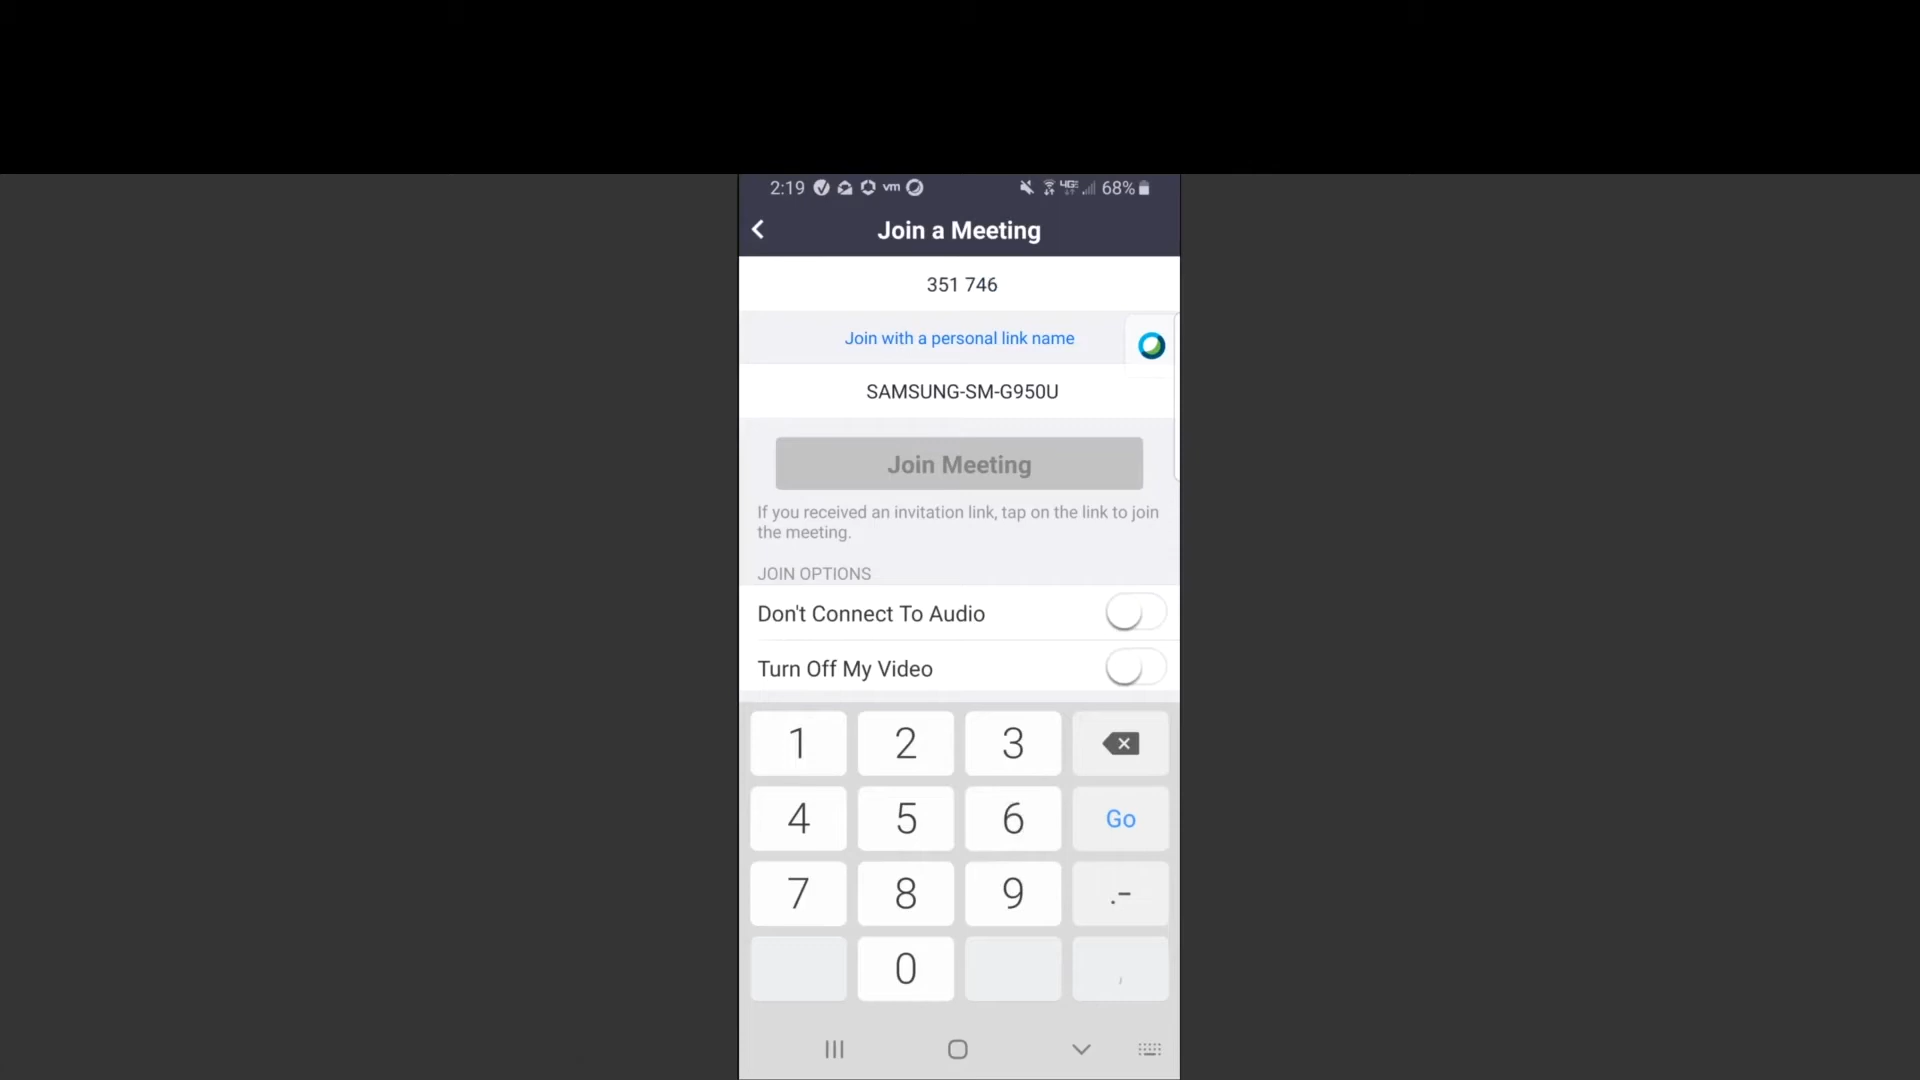 2:19 vm 4GE 68%
Join a Meeting
351 746
Join with a personal link name
SAMSUNG-SM-G950U
Join Meeting
If you received an invitation link, tap on the link to join
the meeting.
JOIN OPTIONS
Don't Connect To Audio
Turn Off My Video
1 2 3
4 5 6 Go
7 8 9 .-
0 ,